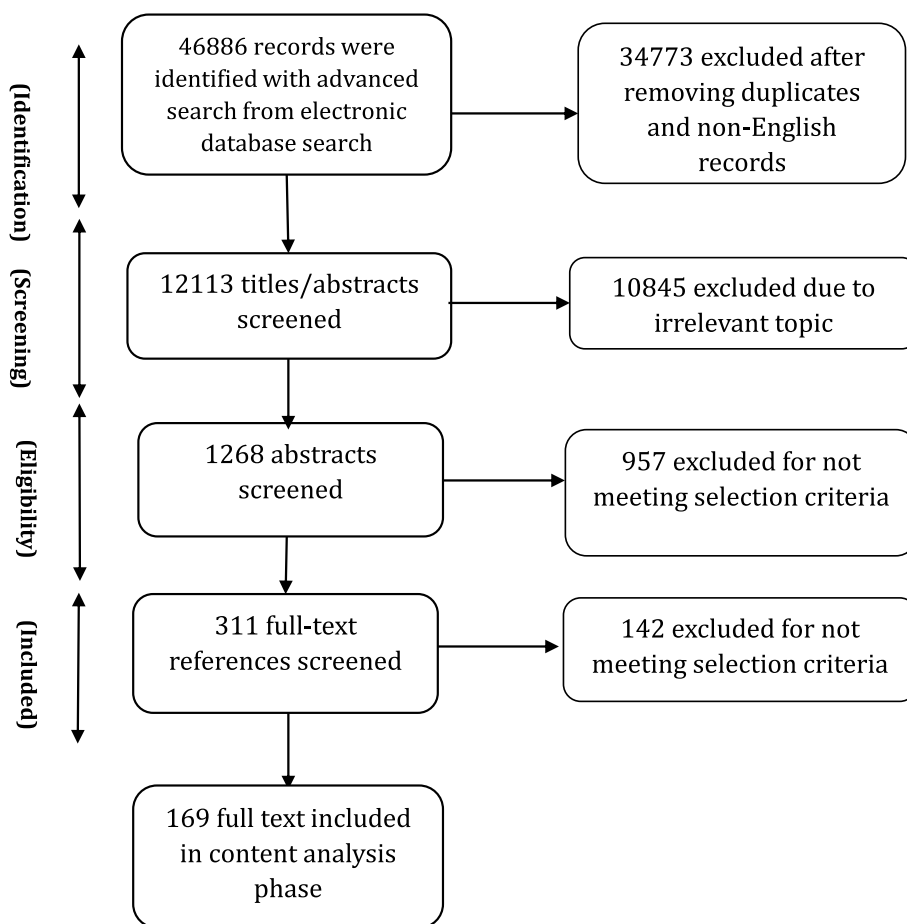 (Identification)
46886 records were
identified with advanced
search from electronic
database search
34773 excluded after
removing duplicates
and non-English
records
(Screening)
12113 titles/abstracts
screened
10845 excluded due to
irrelevant topic
(Eligibility)
1268 abstracts
screened
957 excluded for not
meeting selection criteria
(Included)
311 full-text
references screened
142 excluded for not
meeting selection criteria
169 full text included
in content analysis
phase